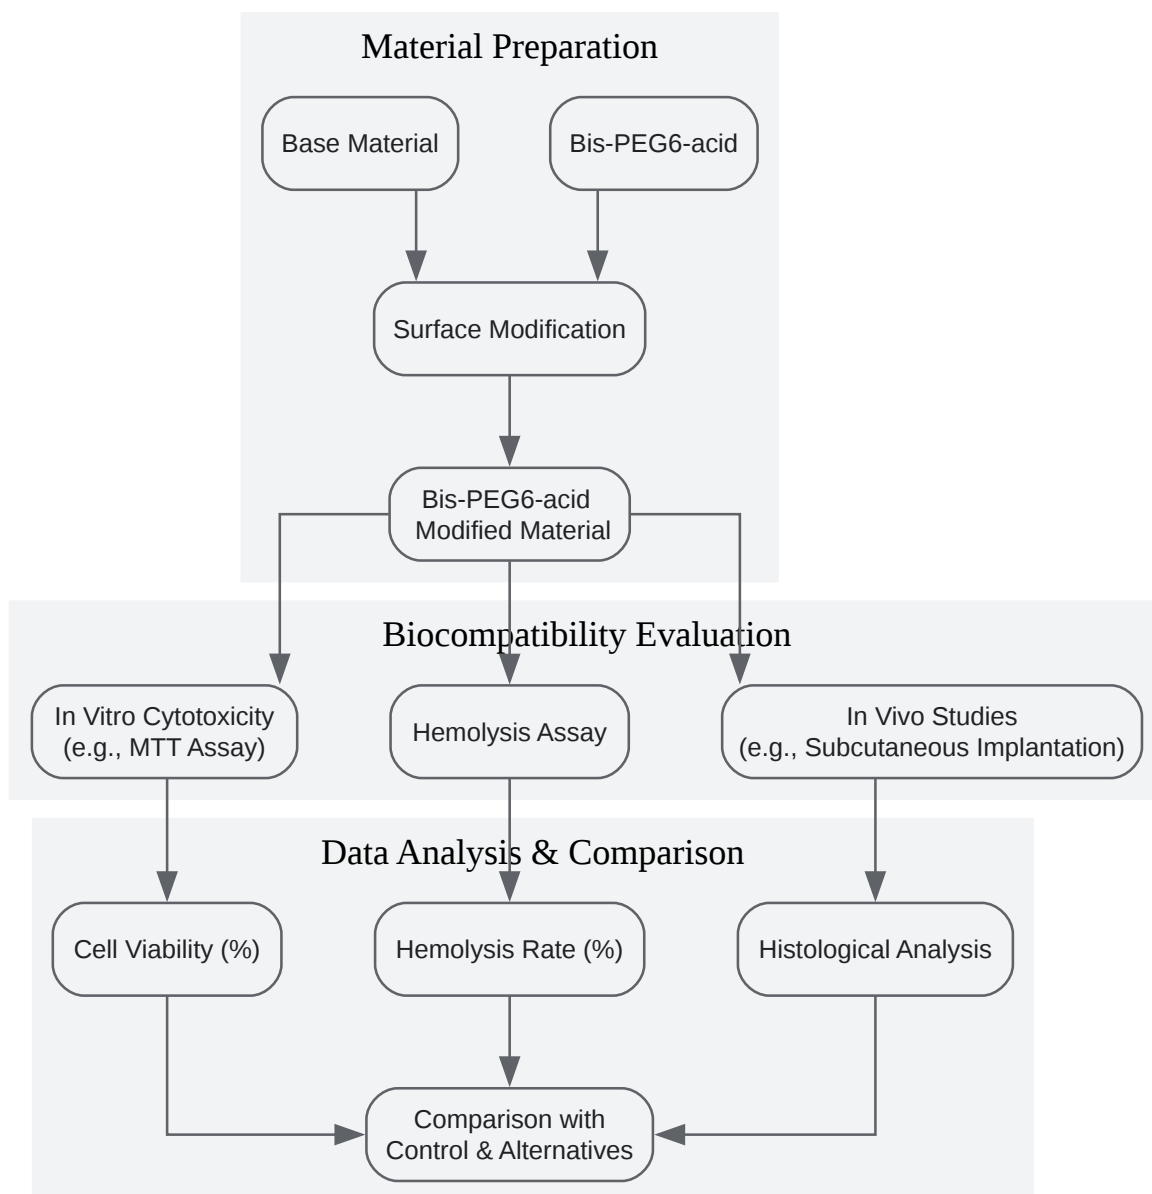 Material Preparation
Base Material
Bis-PEG6-acid
Surface Modification
Bis-PEG6-acid
Modified Material
Biocompatibility Evaluation
In Vitro Cytotoxicity
(e.g., MTT Assay)
Hemolysis Assay
In Vivo Studies
(e.g., Subcutaneous Implantation)
Data Analysis & Comparison
Cell Viability (%)
Hemolysis Rate (%)
Histological Analysis
Comparison with
Control & Alternatives